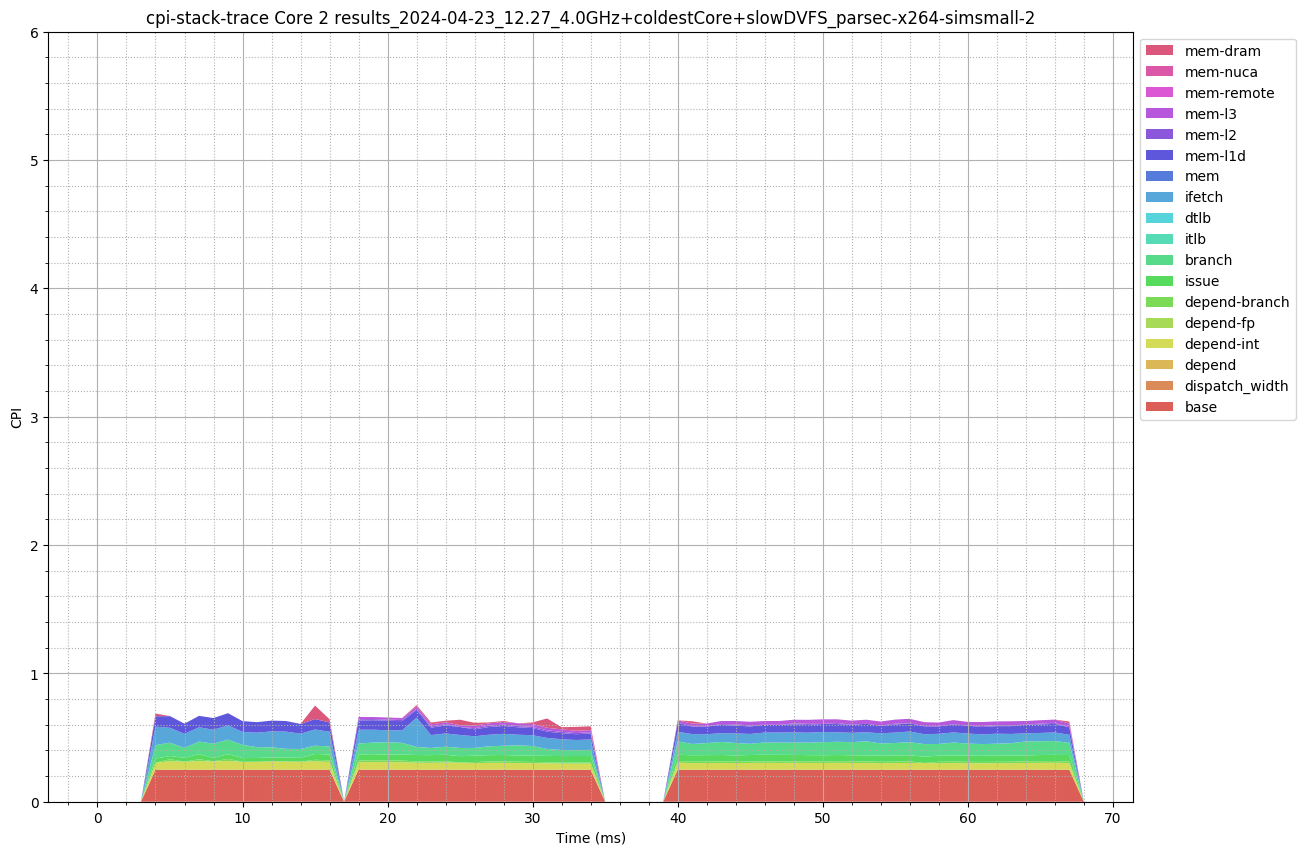 cpi-stack-trace Core 2 results_2024-04-23_12.27_4.0GHz+coldestCore+slowDVFS_parsec-x264-simsmall-2
6
5
4
3
2
1
0
CPI
0 10 20 30 40 50 60 70
Time (ms)
mem-dram
mem-nuca
mem-remote
mem-l3
mem-l2
mem-l1d
mem
ifetch
dtlb
itlb
branch
issue
depend-branch
depend-fp
depend-int
depend
dispatch_width
base